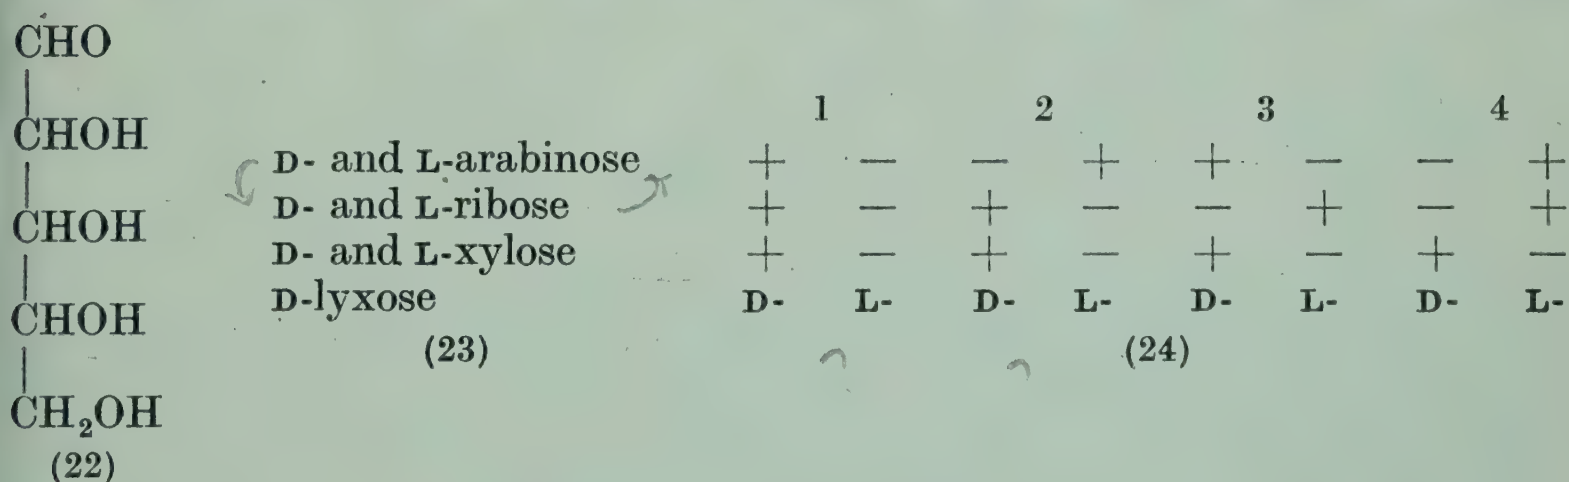 CHO
CHOH
CHOH
CHOH
CH₂OH
(22)
D- and L-arabinose
D- and L-ribose
D- and L-xylose
D-lyxose
(23)
1 2 3 4
+ − − + + − − +
+ − + − − + − +
+ − + − + − + −
D- L- D- L- D- L- D- L-
(24)